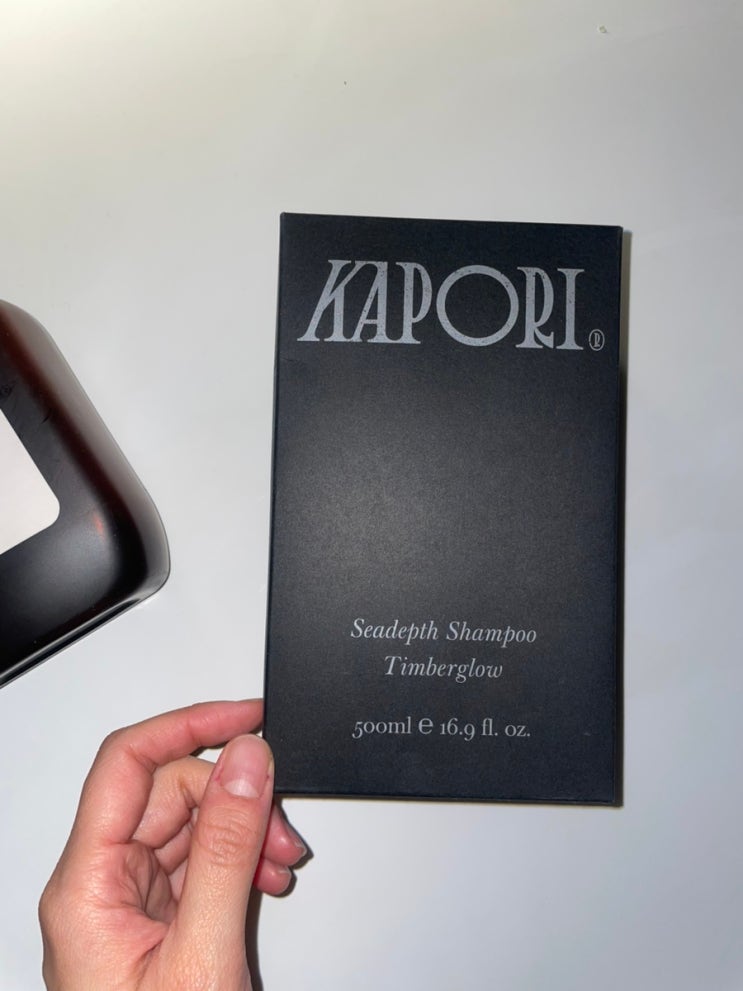 KAPORI®
Seadepth Shampoo
Timberglow
500ml ℮ 16.9 fl. oz.